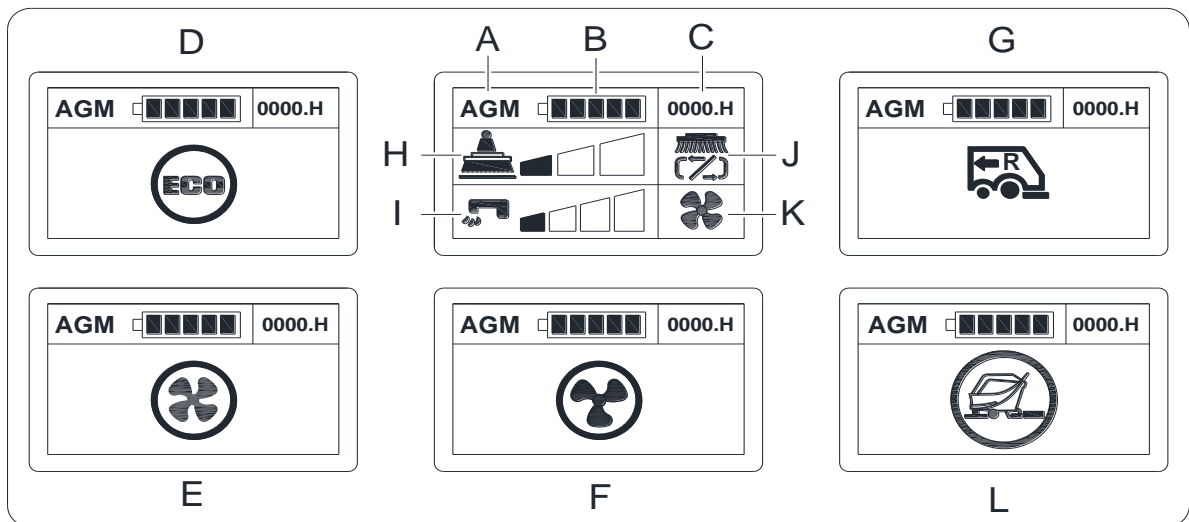 D
A
B
C
G
AGM
0000.H
AGM
0000.H
AGM
0000.H
ECO
H
J
I
K
R
AGM
0000.H
AGM
0000.H
AGM
0000.H
E
F
L